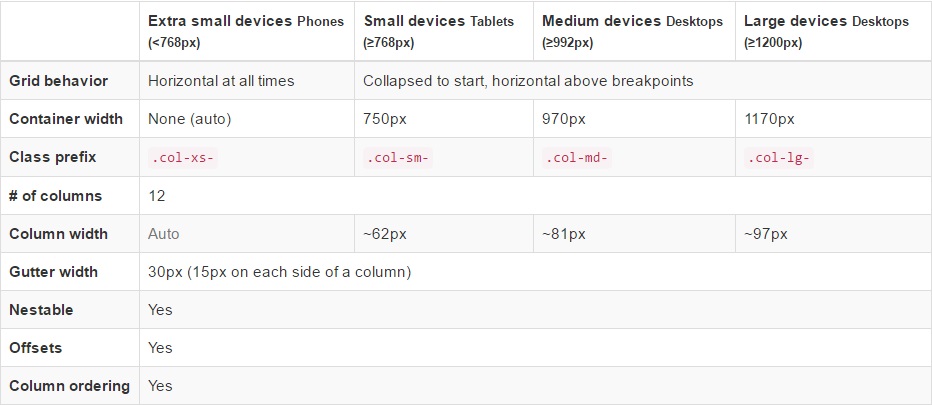 Extra small devices Phones (<768px)
Small devices Tablets (≥768px)
Medium devices Desktops (≥992px)
Large devices Desktops (≥1200px)
Grid behavior Horizontal at all times Collapsed to start, horizontal above breakpoints
Container width None (auto) 750px 970px 1170px
Class prefix .col-xs- .col-sm- .col-md- .col-lg-
# of columns 12
Column width Auto ~62px ~81px ~97px
Gutter width 30px (15px on each side of a column)
Nestable Yes
Offsets Yes
Column ordering Yes